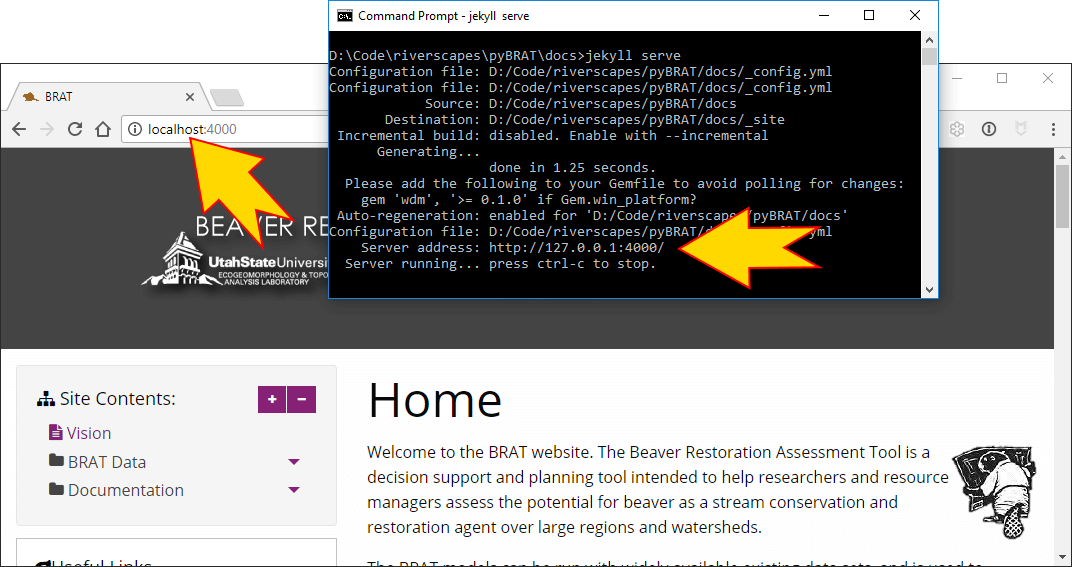 Command Prompt - jekyll serve
D:\Code\riverscapes\pyBRAT\docs>jekyll serve
Configuration file: D:/Code/riverscapes/pyBRAT/docs/_config.yml
Configuration file: D:/Code/riverscapes/pyBRAT/docs/_config.yml
Source: D:/Code/riverscapes/pyBRAT/docs
Destination: D:/Code/riverscapes/pyBRAT/docs/_site
Incremental build: disabled. Enable with --incremental
Generating...
done in 1.25 seconds.
Please add the following to your Gemfile to avoid polling for changes:
gem 'wdm', '>= 0.1.0' if Gem.win_platform?
Auto-regeneration: enabled for 'D:/Code/riverscapes/pyBRAT/docs'
Configuration file: D:/Code/riverscapes/pyBRAT/d yml
Server address: http://127.0.0.1:4000/
Server running... press ctrl-c to stop.
BRAT
localhost:4000
BEAVER RE
UtahStateUniversi
ECOGEOMORPHOLOGY & TOPO
ANALYSIS LABORATORY
Site Contents:
Vision
BRAT Data
Documentation
Home
Welcome to the BRAT website. The Beaver Restoration Assessment Tool is a
decision support and planning tool intended to help researchers and resource
managers assess the potential for beaver as a stream conservation and
restoration agent over large regions and watersheds.
Useful Links
The BRAT models can be run with widely available existing data sets, and is used to